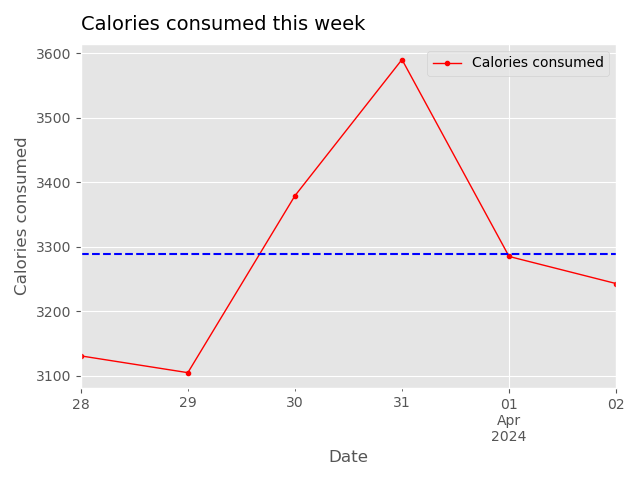 Calories consumed this week
Calories consumed
3600
3500
3400
3300
3200
3100
Calories consumed
28
29
30
31
01
02
Apr
2024
Date